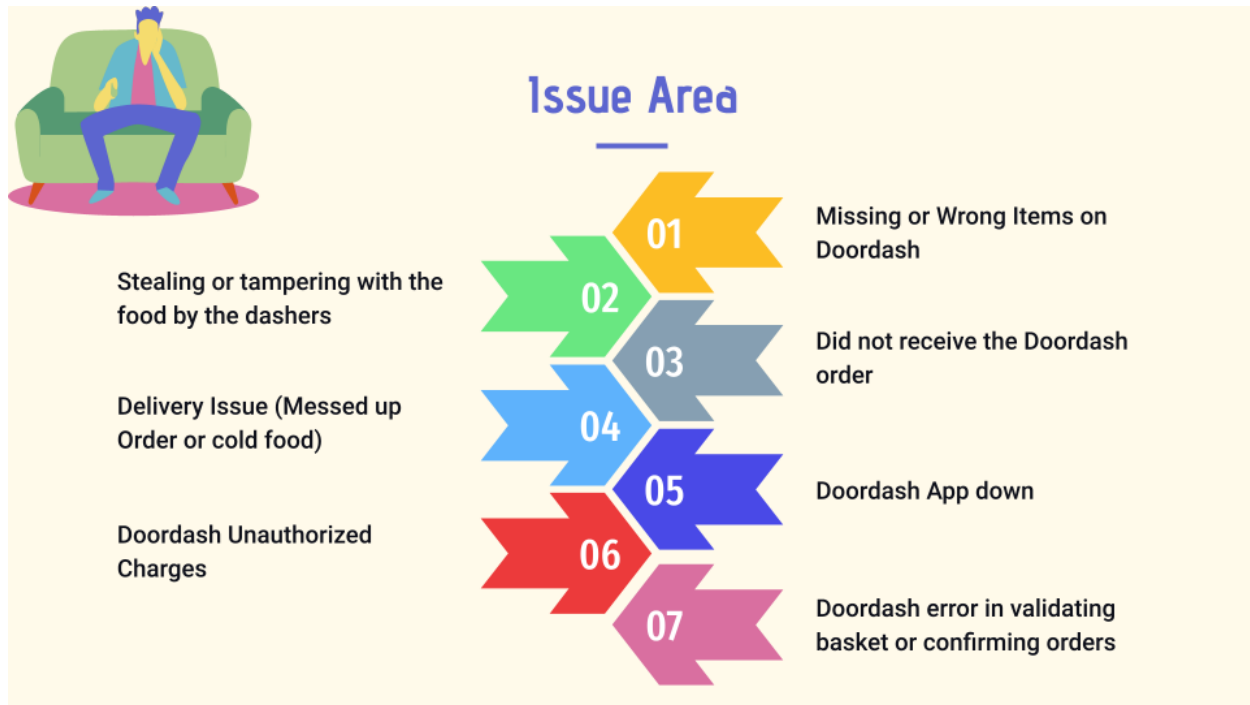 Issue Area
01
Missing or Wrong Items on
Doordash
02
Stealing or tampering with the
food by the dashers
03
Did not receive the Doordash
order
04
Delivery Issue (Messed up
Order or cold food)
05
Doordash App down
06
Doordash Unauthorized
Charges
07
Doordash error in validating
basket or confirming orders